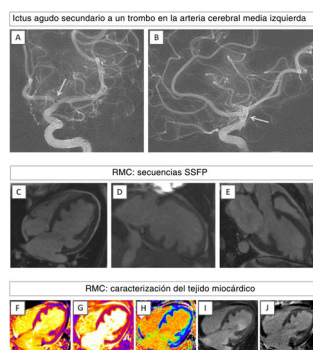 Ictus agudo secundario a un trombo en la arteria cerebral media izquierda
A
B
RMC: secuencias SSFP
C
D
E
RMC: caracterización del tejido miocárdico
F
G
H
I
J